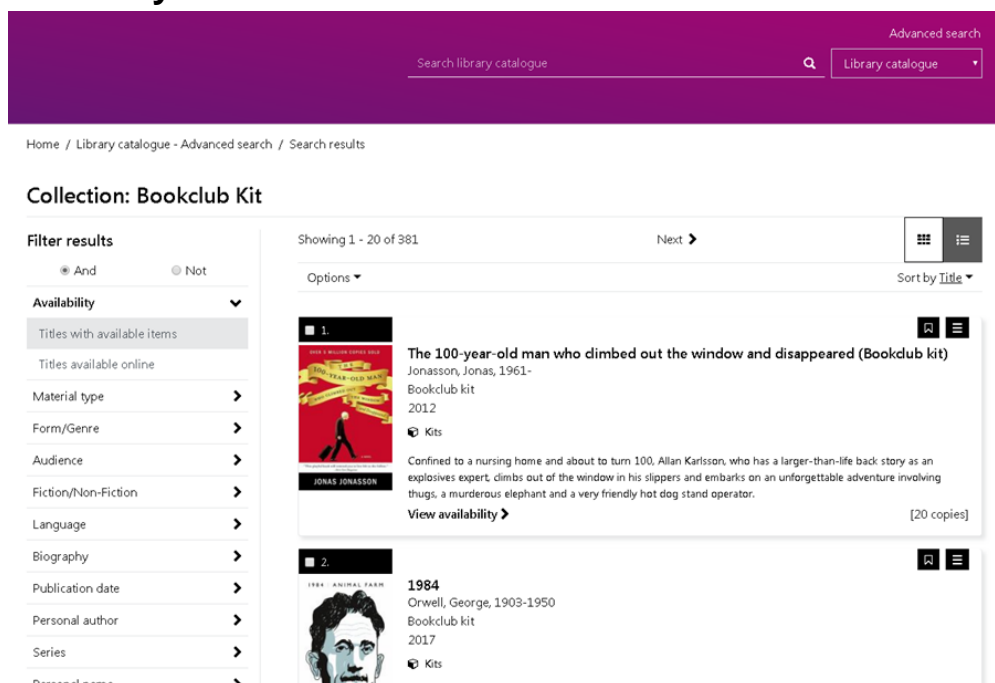 Advanced search
Search library catalogue
Library catalogue
Home / Library catalogue - Advanced search / Search results
Collection: Bookclub Kit
Filter results
And
Not
Availability
Titles with available items
Titles available online
Material type
Form/Genre
Audience
Fiction/Non-Fiction
Language
Biography
Publication date
Personal author
Series
Showing 1 - 20 of 381
Next
Options
Sort by Title
1.
THE
100-YEAR-OLD MAN
JONAS JONASSON
The 100-year-old man who climbed out the window and disappeared (Bookclub kit)
Jonasson, Jonas, 1961-
Bookclub kit
2012
Kits
Confined to a nursing home and about to turn 100, Allan Karlsson, who has a larger-than-life back story as an
explosives expert, climbs out of the window in his slippers and embarks on an unforgettable adventure involving
thugs, a murderous elephant and a very friendly hot dog stand operator.
View availability
[20 copies]
2.
1984 · ANIMAL FARM
1984
Orwell, George, 1903-1950
Bookclub kit
2017
Kits